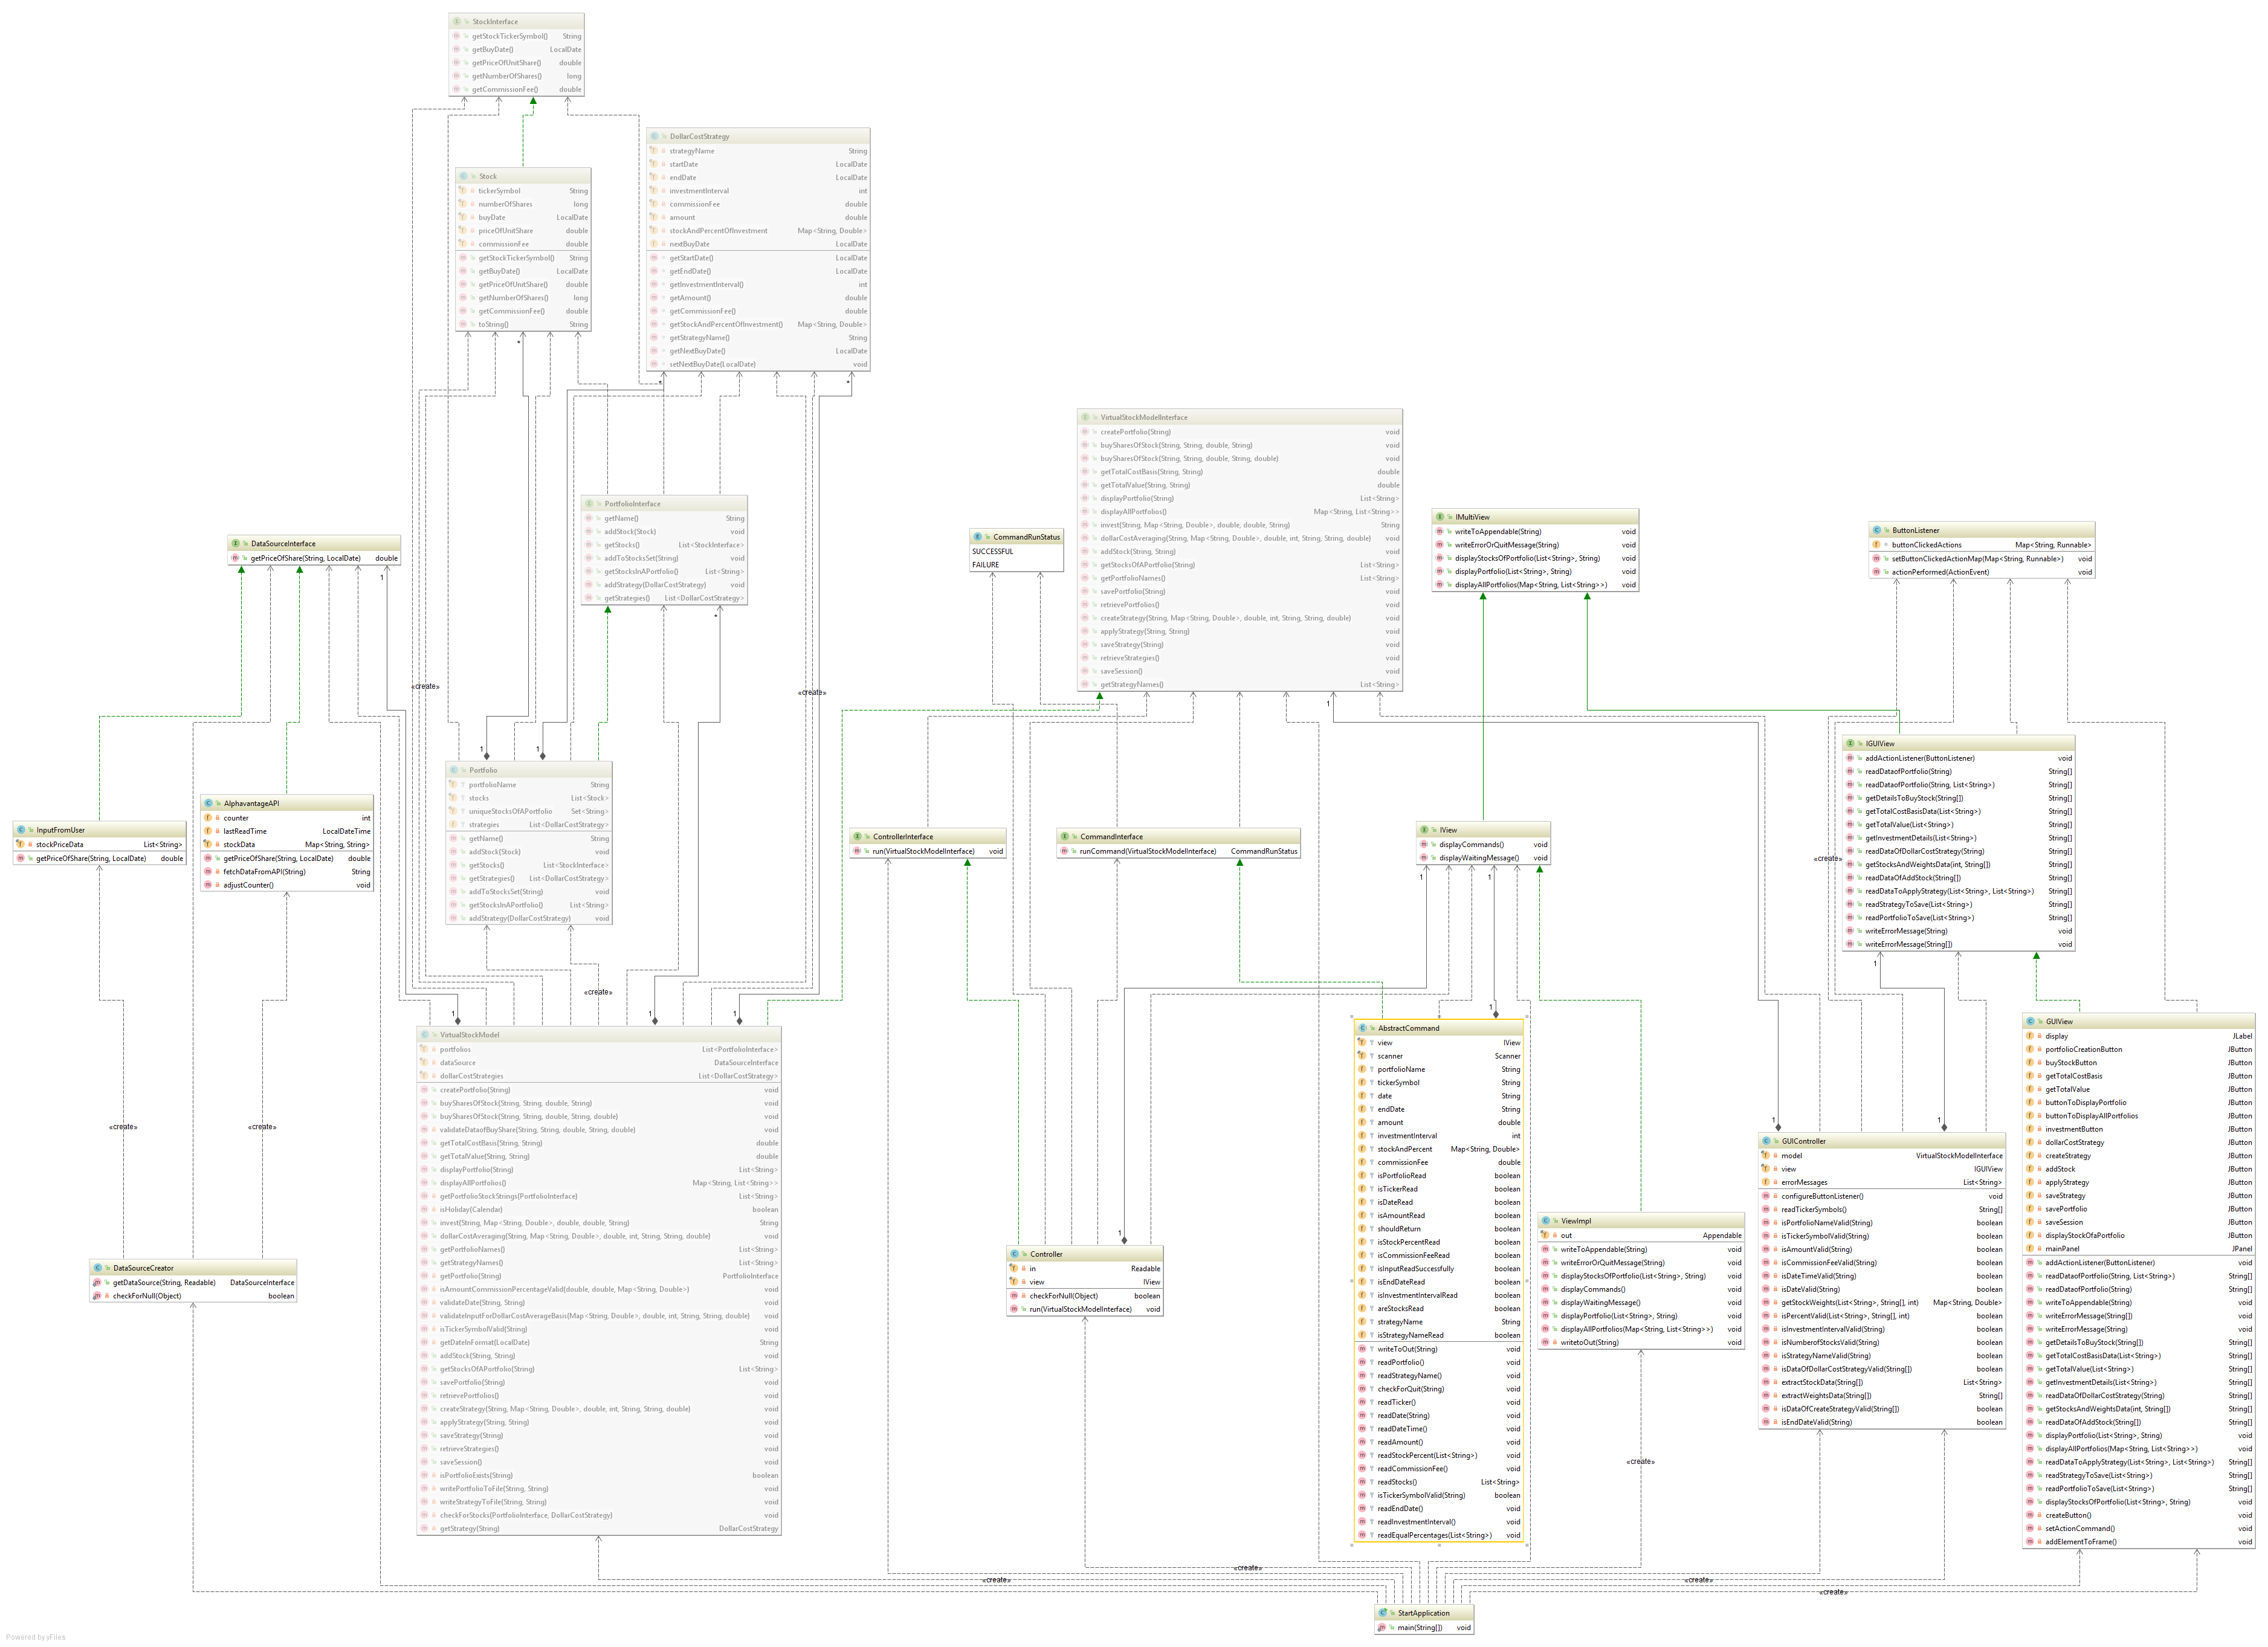 StockInterface
getStockTickerSymbol() String
getBuyDate() LocalDate
getPriceOfUnitShare() double
getNumberOfShares() long
getCommissionFee() double
DollarCostStrategy
strategyName String
startDate LocalDate
endDate LocalDate
investmentInterval int
commissionFee double
amount double
stockAndPercentOfInvestment Map<String, Double>
nextBuyDate LocalDate
getStartDate() LocalDate
getEndDate() LocalDate
getInvestmentInterval() int
getAmount() double
getCommissionFee() double
getStockAndPercentOfInvestment() Map<String, Double>
getStrategyName() String
getNextBuyDate() LocalDate
setNextBuyDate(LocalDate) void
Stock
tickerSymbol String
numberOfShares long
buyDate LocalDate
priceOfUnitShare double
commissionFee double
getStockTickerSymbol() String
getBuyDate() LocalDate
getPriceOfUnitShare() double
getNumberOfShares() long
getCommissionFee() double
toString() String
*
*
*
VirtualStockModelInterface
createPortfolio(String) void
buySharesOfStock(String, String, double, String) void
buySharesOfStock(String, String, double, String, double) void
getTotalCostBasis(String, String) double
getTotalValue(String, String) double
displayPortfolio(String) List<String>
displayAllPortfolios() Map<String, List<String>>
invest(String, Map<String, Double>, double, double, String) String
dollarCostAveraging(String, Map<String, Double>, double, int, String, String, double) void
addStock(String, String) void
getStocksOfAPortfolio(String) List<String>
getPortfolioNames() List<String>
savePortfolio(String) void
retrievePortfolios() void
createStrategy(String, Map<String, Double>, double, int, String, String, double) void
applyStrategy(String, String) void
saveStrategy(String) void
retrieveStrategies() void
saveSession() void
getStrategyNames() List<String>
1
PortfolioInterface
getName() String
addStock(Stock) void
getStocks() List<StockInterface>
addToStocksSet(String) void
getStocksInAPortfolio() List<String>
addStrategy(DollarCostStrategy) void
getStrategies() List<DollarCostStrategy>
*
DataSourceInterface
getPriceOfShare(String, LocalDate) double
1
CommandRunStatus
SUCCESSFUL
FAILURE
IMultiView
writeToAppendable(String) void
writeErrorOrQuitMessage(String) void
displayStocksOfPortfolio(List<String>, String) void
displayPortfolio(List<String>, String) void
displayAllPortfolios(Map<String, List<String>>) void
ButtonListener
buttonClickedActions Map<String, Runnable>
setButtonClickedActionMap(Map<String, Runnable>) void
actionPerformed(ActionEvent) void
«create»
«create»
1
1
Portfolio
portfolioName String
stocks List<Stock>
uniqueStocksOfAPortfolio Set<String>
strategies List<DollarCostStrategy>
getName() String
addStock(Stock) void
getStocks() List<StockInterface>
getStrategies() List<DollarCostStrategy>
addToStocksSet(String) void
getStocksInAPortfolio() List<String>
addStrategy(DollarCostStrategy) void
IGUIView
addActionListener(ButtonListener) void
readDataofPortfolio(String) String[]
readDataofPortfolio(String, List<String>) String[]
getDetailsToBuyStock(String[]) String[]
getTotalCostBasisData(List<String>) String[]
getTotalValue(List<String>) String[]
getInvestmentDetails(List<String>) String[]
readDataOfDollarCostStrategy(String) String[]
getStocksAndWeightsData(int, String[]) String[]
readDataOfAddStock(String[]) String[]
readDataToApplyStrategy(List<String>, List<String>) String[]
readStrategyToSave(List<String>) String[]
readPortfolioToSave(List<String>) String[]
writeErrorMessage(String) void
writeErrorMessage(String[]) void
1
«create»
InputFromUser
stockPriceData List<String>
getPriceOfShare(String, LocalDate) double
AlphavantageAPI
counter int
lastReadTime LocalDateTime
stockData Map<String, String>
getPriceOfShare(String, LocalDate) double
fetchDataFromAPI(String) String
adjustCounter() void
ControllerInterface
run(VirtualStockModelInterface) void
CommandInterface
runCommand(VirtualStockModelInterface) CommandRunStatus
IView
displayCommands() void
displayWaitingMessage() void
1
1
«create»
1
1
1
VirtualStockModel
portfolios List<PortfolioInterface>
dataSource DataSourceInterface
dollarCostStrategies List<DollarCostStrategy>
createPortfolio(String) void
buySharesOfStock(String, String, double, String) void
buySharesOfStock(String, String, double, String, double) void
validateDataofBuyShare(String, String, double, String, double) void
getTotalCostBasis(String, String) double
getTotalValue(String, String) double
displayPortfolio(String) List<String>
displayAllPortfolios() Map<String, List<String>>
getPortfolioStockStrings(PortfolioInterface) List<String>
isHoliday(Calendar) boolean
invest(String, Map<String, Double>, double, double, String) String
dollarCostAveraging(String, Map<String, Double>, double, int, String, String, double) void
getPortfolioNames() List<String>
getStrategyNames() List<String>
getPortfolio(String) PortfolioInterface
isAmountCommissionPercentageValid(double, double, Map<String, Double>) void
validateDate(String, String) void
validateInputForDollarCostAverageBasis(Map<String, Double>, double, int, String, String, double) void
isTickerSymbolValid(String) void
getDateInFormat(LocalDate) String
addStock(String, String) void
getStocksOfAPortfolio(String) List<String>
savePortfolio(String) void
retrievePortfolios() void
createStrategy(String, Map<String, Double>, double, int, String, String, double) void
applyStrategy(String, String) void
saveStrategy(String) void
retrieveStrategies() void
saveSession() void
isPortfolioExists(String) boolean
writePortfolioToFile(String, String) void
writeStrategyToFile(String, String) void
checkForStocks(PortfolioInterface, DollarCostStrategy) void
getStrategy(String) DollarCostStrategy
1
AbstractCommand
view IView
scanner Scanner
portfolioName String
tickerSymbol String
date String
endDate String
amount double
investmentInterval int
stockAndPercent Map<String, Double>
commissionFee double
isPortfolioRead boolean
isTickerRead boolean
isDateRead boolean
isAmountRead boolean
shouldReturn boolean
isStockPercentRead boolean
isCommissionFeeRead boolean
isInputReadSuccessfully boolean
isEndDateRead boolean
isInvestmentIntervalRead boolean
areStocksRead boolean
strategyName String
isStrategyNameRead boolean
writeToOut(String) void
readPortfolio() void
readStrategyName() void
checkForQuit(String) void
readTicker() void
readDate(String) void
readDateTime() void
readAmount() void
readStockPercent(List<String>) void
readCommissionFee() void
readStocks() List<String>
isTickerSymbolValid(String) boolean
readEndDate() void
readInvestmentInterval() void
readEqualPercentages(List<String>) void
GUIView
display JLabel
portfolioCreationButton JButton
buyStockButton JButton
getTotalCostBasis JButton
getTotalValue JButton
buttonToDisplayPortfolio JButton
buttonToDisplayAllPortfolios JButton
investmentButton JButton
dollarCostStrategy JButton
createStrategy JButton
addStock JButton
applyStrategy JButton
saveStrategy JButton
savePortfolio JButton
saveSession JButton
displayStockOfaPortfolio JButton
mainPanel JPanel
addActionListener(ButtonListener) void
readDataofPortfolio(String, List<String>) String[]
readDataofPortfolio(String) String[]
writeToAppendable(String) void
writeErrorMessage(String[]) void
writeErrorMessage(String) void
getDetailsToBuyStock(String[]) String[]
getTotalCostBasisData(List<String>) String[]
getTotalValue(List<String>) String[]
getInvestmentDetails(List<String>) String[]
readDataOfDollarCostStrategy(String) String[]
getStocksAndWeightsData(int, String[]) String[]
readDataOfAddStock(String[]) String[]
displayPortfolio(List<String>, String) void
displayAllPortfolios(Map<String, List<String>>) void
readDataToApplyStrategy(List<String>, List<String>) String[]
readStrategyToSave(List<String>) String[]
readPortfolioToSave(List<String>) String[]
displayStocksOfPortfolio(List<String>, String) void
createButton() void
setActionCommand() void
addElementToFrame() void
«create»
«create»
1
1
GUIController
model VirtualStockModelInterface
view IGUIView
errorMessages List<String>
configureButtonListener() void
readTickerSymbols() String[]
isPortfolioNameValid(String) boolean
isTickerSymbolValid(String) boolean
isAmountValid(String) boolean
isCommissionFeeValid(String) boolean
isDateTimeValid(String) boolean
isDateValid(String) boolean
getStockWeights(List<String>, String[], int) Map<String, Double>
isPercentValid(List<String>, String[], int) boolean
isInvestmentIntervalValid(String) boolean
isNumberofStocksValid(String) boolean
isStrategyNameValid(String) boolean
isDataOfDollarCostStrategyValid(String[]) boolean
extractStockData(String[]) List<String>
extractWeightsData(String[]) String[]
isDataOfCreateStrategyValid(String[]) boolean
isEndDateValid(String) boolean
ViewImpl
out Appendable
writeToAppendable(String) void
writeErrorOrQuitMessage(String) void
displayStocksOfPortfolio(List<String>, String) void
displayCommands() void
displayWaitingMessage() void
displayPortfolio(List<String>, String) void
displayAllPortfolios(Map<String, List<String>>) void
writetoOut(String) void
1
Controller
in Readable
view IView
checkForNull(Object) boolean
run(VirtualStockModelInterface) void
DataSourceCreator
getDataSource(String, Readable) DataSourceInterface
checkForNull(Object) boolean
«create»
«create»
«create»
«create»
«create»
StartApplication
main(String[]) void
Powered by yFiles